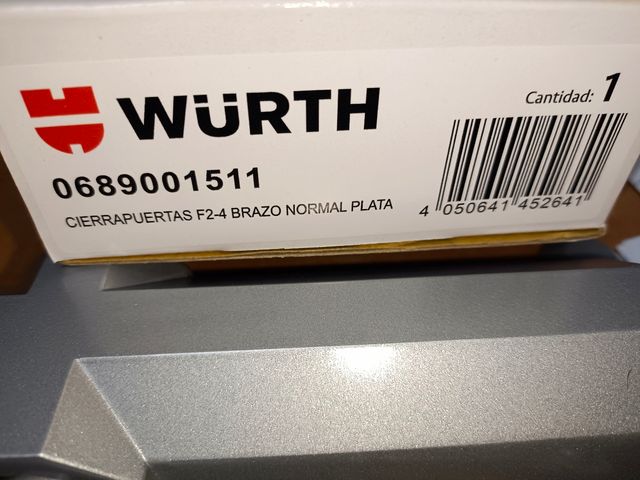 WÜRTH
Cantidad: 1
0689001511
CIERRAPUERTAS F2-4 BRAZO NORMAL PLATA
4 050641 452641